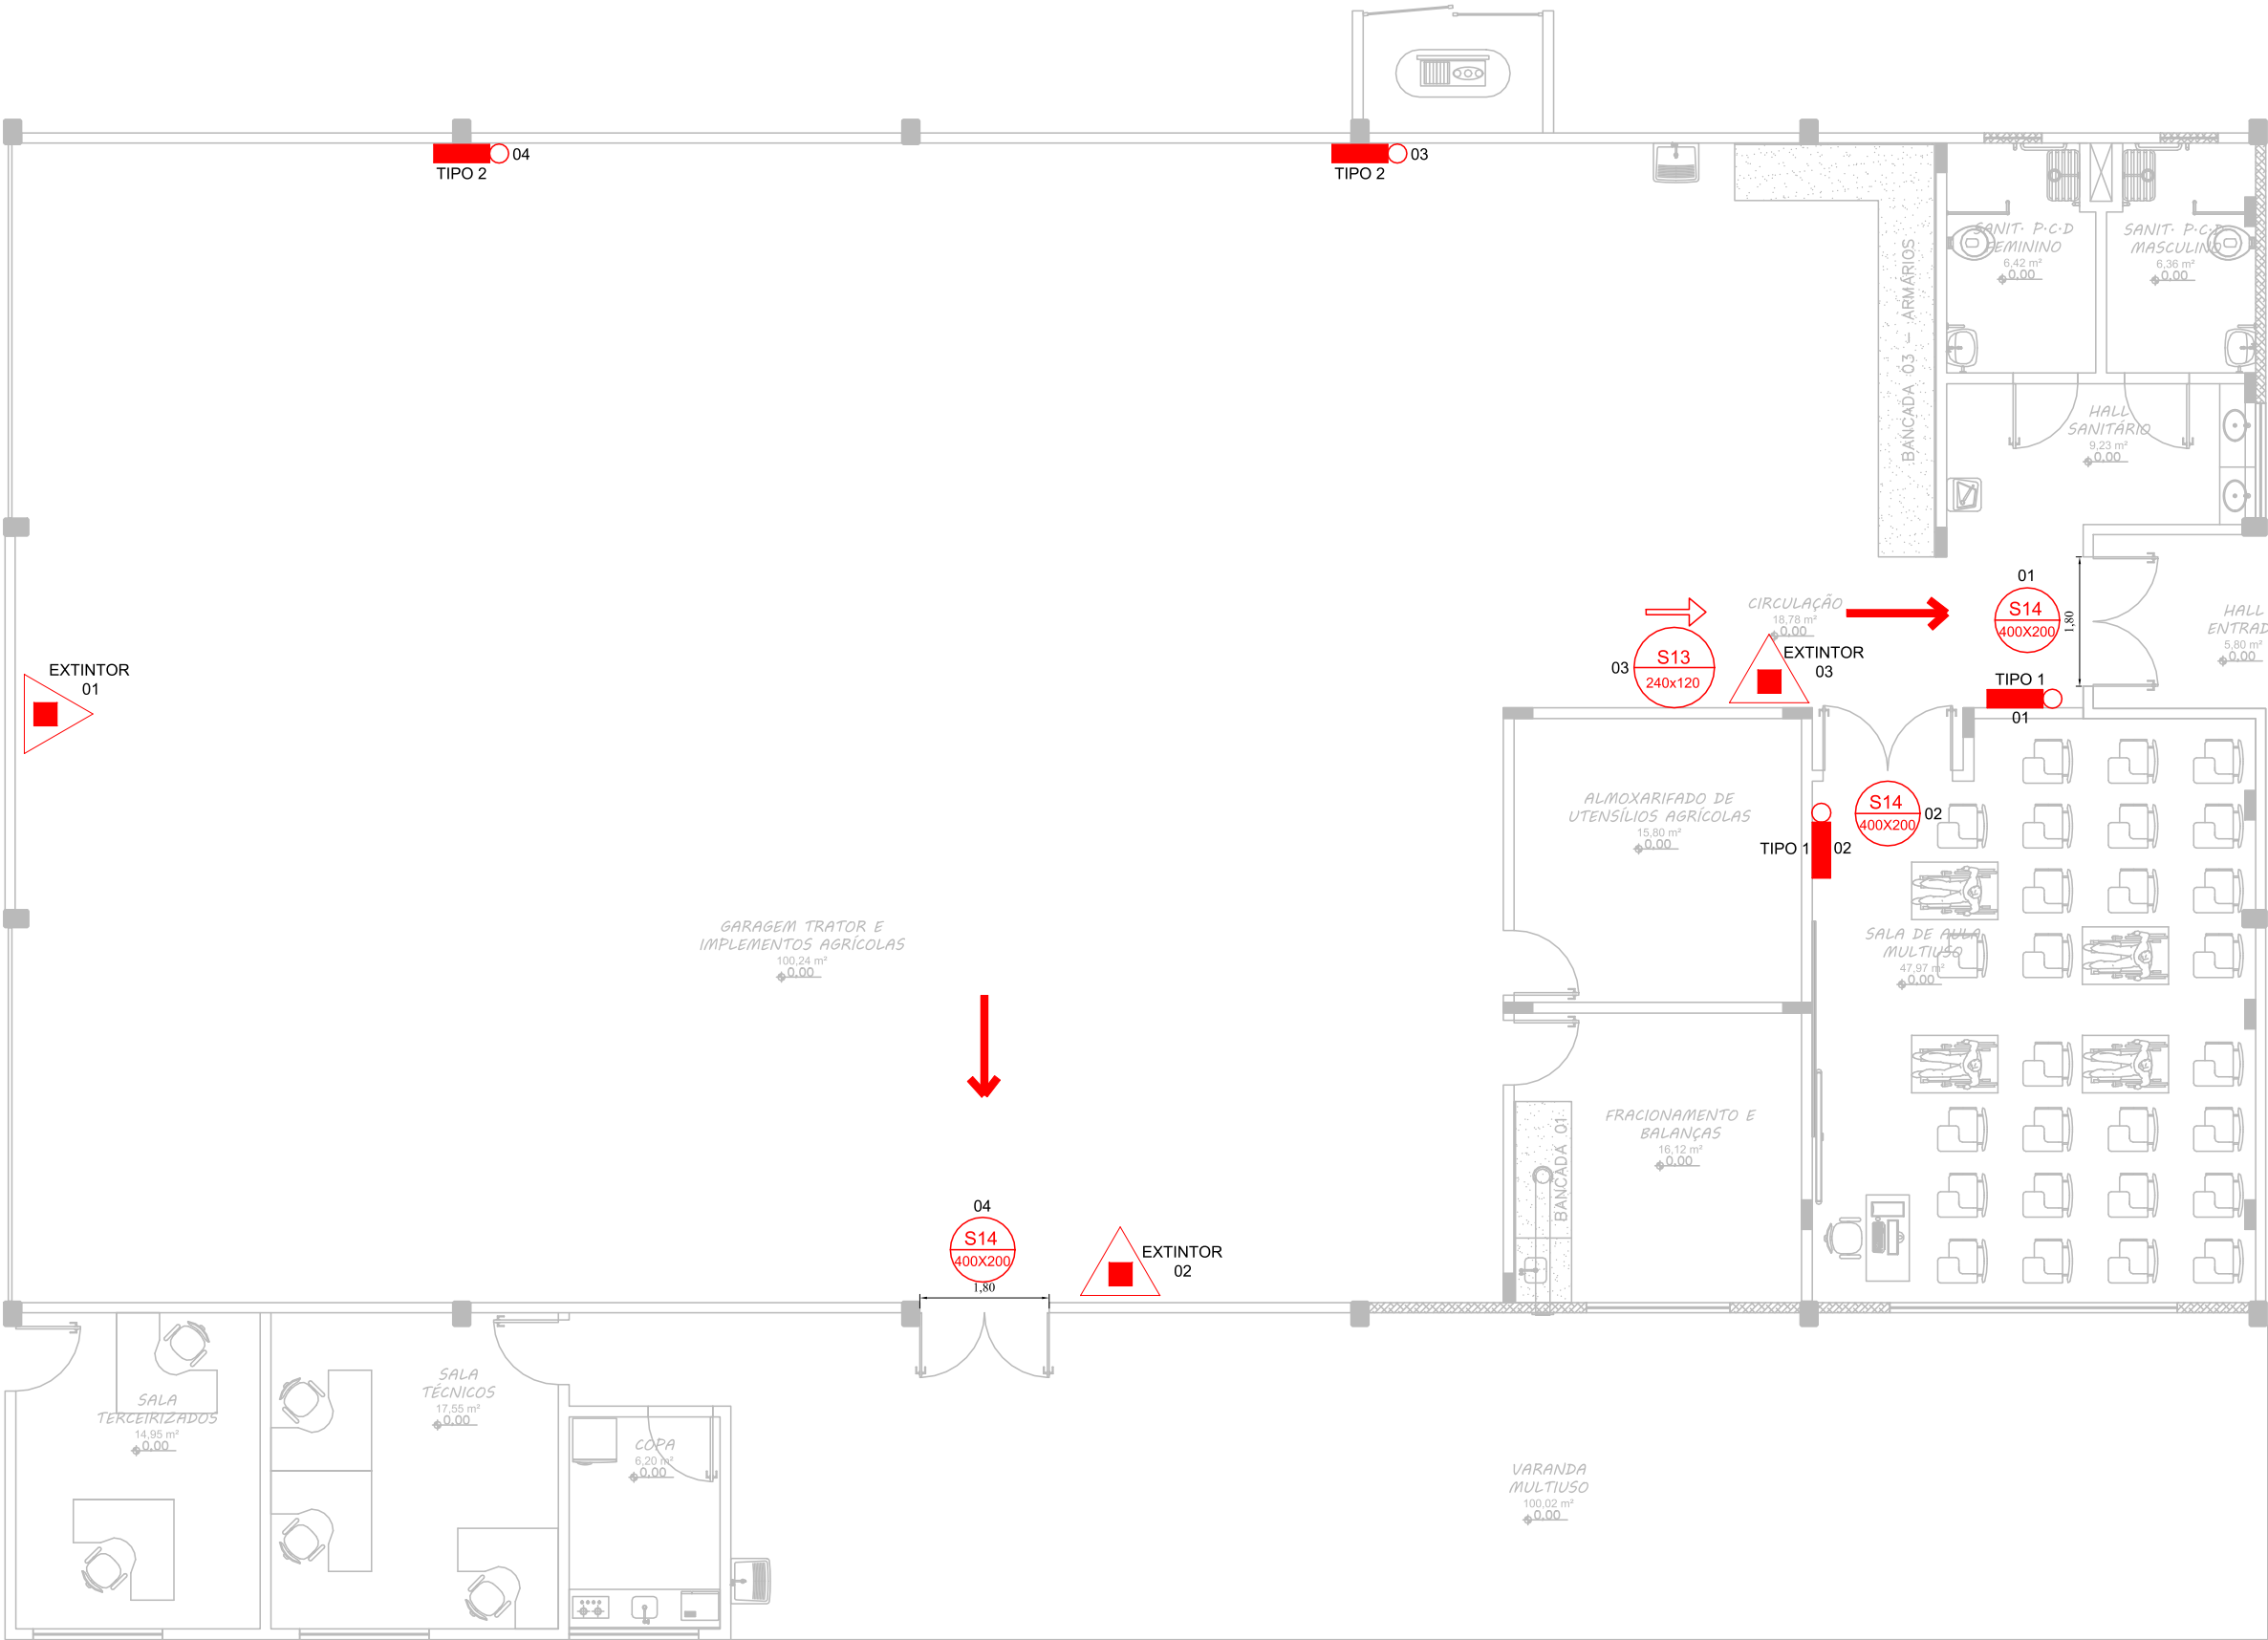 04
TIPO 2
03
TIPO 2
SANIT. P.C.D
FEMININO
6,42 m²
0,00
SANIT. P.C.D
MASCULINO
6,36 m²
0,00
BANCADA 03 - ARMÁRIOS
HALL
SANITÁRIO
9,23 m²
0,00
01
S14
400X200
1,80
CIRCULAÇÃO
18,78 m²
0,00
HALL
5,80 m²
0,00
EXTINTOR
01
S13
240x120
03
EXTINTOR
03
TIPO 1
01
ALMOXARIFADO DE
UTENSÍLIOS AGRÍCOLAS
15,80 m²
0,00
S14
400X200
02
TIPO 1
02
GARAGEM TRATOR E
IMPLEMENTOS AGRÍCOLAS
100,24 m²
0,00
SALA DE AULA
MULTIUSO
47,97 m²
0,00
FRACIONAMENTO E
BALANÇAS
16,12 m²
0,00
BANCADA 01
04
S14
400X200
1,80
EXTINTOR
02
SALA
TERCEIRIZADOS
14,95 m²
0,00
SALA
TÉCNICOS
17,55 m²
0,00
COPA
6,20 m²
0,00
VARANDA
MULTIUSO
100,02 m²
0,00